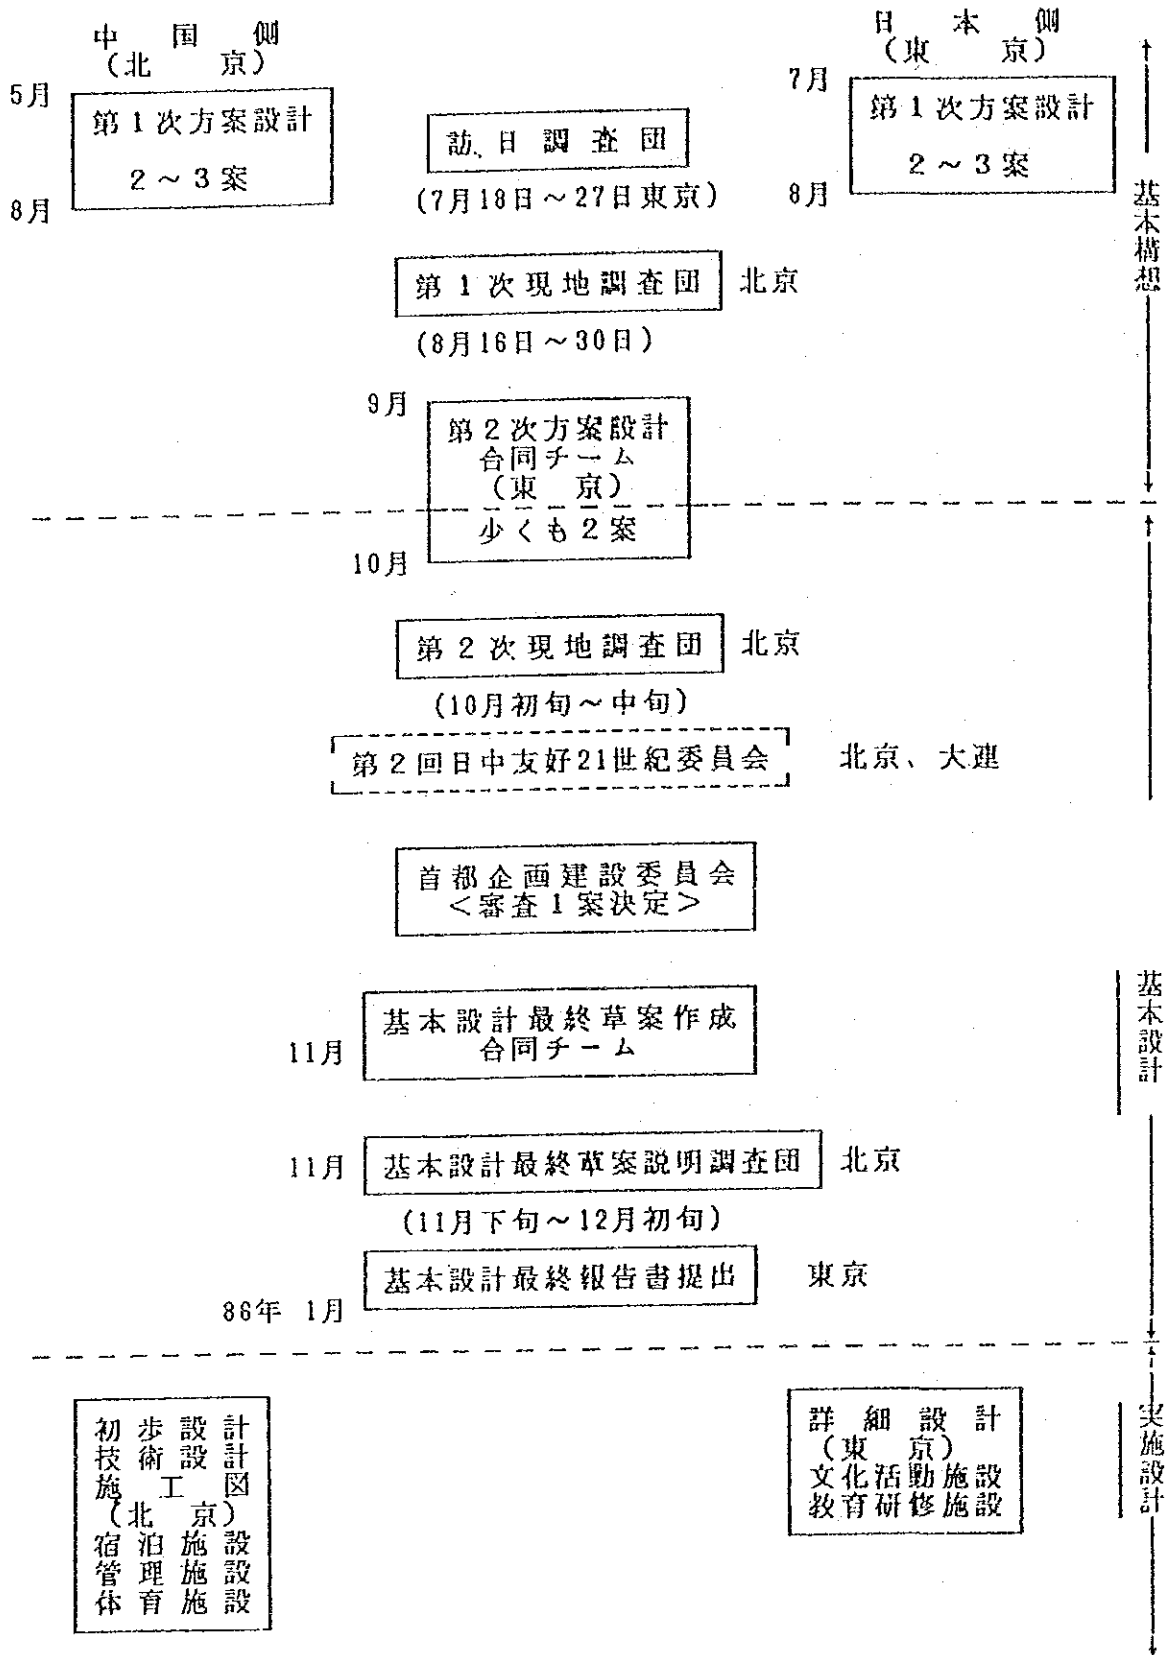 中国側
(北京)
5月
第1次方案設計
2～3案
8月
訪日調査団
(7月18日～27日東京)
日本側
(東京)
7月
第1次方案設計
2～3案
8月
基本構想
第1次現地調査団 北京
(8月16日～30日)
9月
第2次方案設計
合同チーム
(東京)
少くも2案
10月
第2次現地調査団 北京
(10月初旬～中旬)
第2回日中友好21世紀委員会 北京、大連
首都企画建設委員会
<審査1案決定>
11月
基本設計最終草案作成
合同チーム
基本設計
11月 基本設計最終草案説明調査団 北京
(11月下旬～12月初旬)
基本設計最終報告書提出 東京
86年 1月
初歩設計
技術設計
施工図
(北京)
宿泊施設
管理施設
体育施設
詳細設計
(東京)
文化活動施設
教育研修施設
実施設計